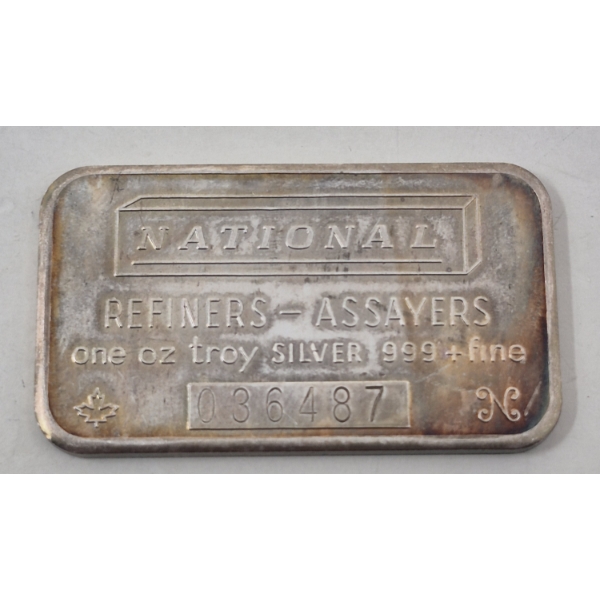 NATIONAL
REFINERS – ASSAYERS
one oz troy SILVER 999+fine
036487 N